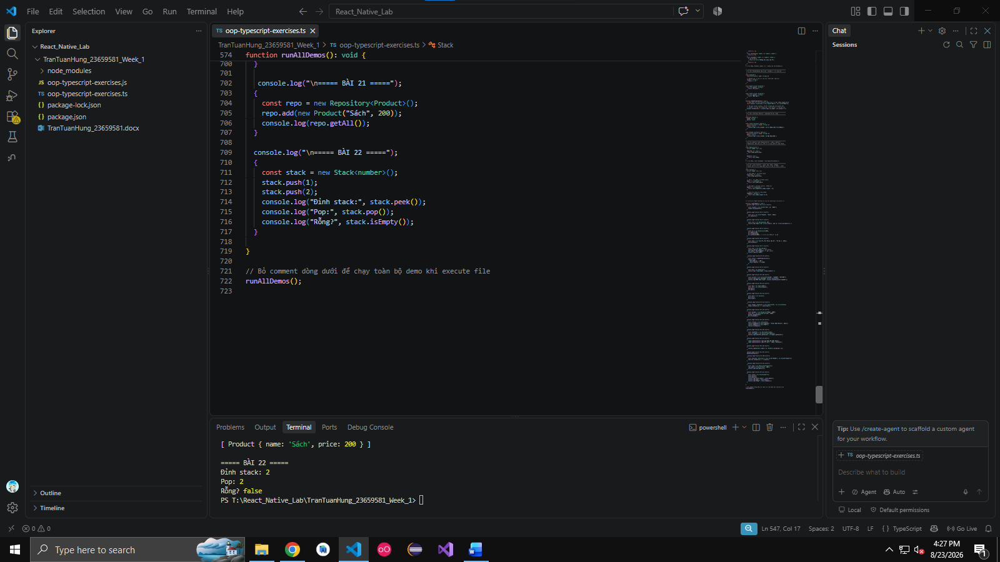 File Edit Selection View Go Run Terminal Help
React_Native_Lab
Explorer
React_Native_Lab
TranTuanHung_23659581_Week_1
node_modules
JS oop-typescript-exercises.js
TS oop-typescript-exercises.ts
{} package-lock.json
{} package.json
TranTuanHung_23659581.docx
Outline
Timeline
TS oop-typescript-exercises.ts
TranTuanHung_23659581_Week_1 > TS oop-typescript-exercises.ts > Stack
574 function runAllDemos(): void {
700 }
701
702 console.log("\n===== BÀI 21 =====");
703 {
704 const repo = new Repository<Product>();
705 repo.add(new Product("Sách", 200));
706 console.log(repo.getAll());
707 }
708
709 console.log("\n===== BÀI 22 =====");
710 {
711 const stack = new Stack<number>();
712 stack.push(1);
713 stack.push(2);
714 console.log("Đỉnh stack:", stack.peek());
715 console.log("Pop:", stack.pop());
716 console.log("Rỗng?", stack.isEmpty());
717 }
718
719 }
720
721 // Bỏ comment dòng dưới để chạy toàn bộ demo khi execute file
722 runAllDemos();
723
Problems Output Terminal Ports Debug Console
powershell
[ Product { name: 'Sách', price: 200 } ]
===== BÀI 22 =====
Đỉnh stack: 2
Pop: 2
Rỗng? false
PS T:\React_Native_Lab\TranTuanHung_23659581_Week_1>
Chat
Sessions
Tip: Use /create-agent to scaffold a custom agent
for your workflow.
TS oop-typescript-exercises.ts
Describe what to build
Agent Auto
Local Default permissions
0 0
Ln 547, Col 17 Spaces: 2 UTF-8 LF {} TypeScript Go Live
Type here to search
4:27 PM
8/23/2026
1